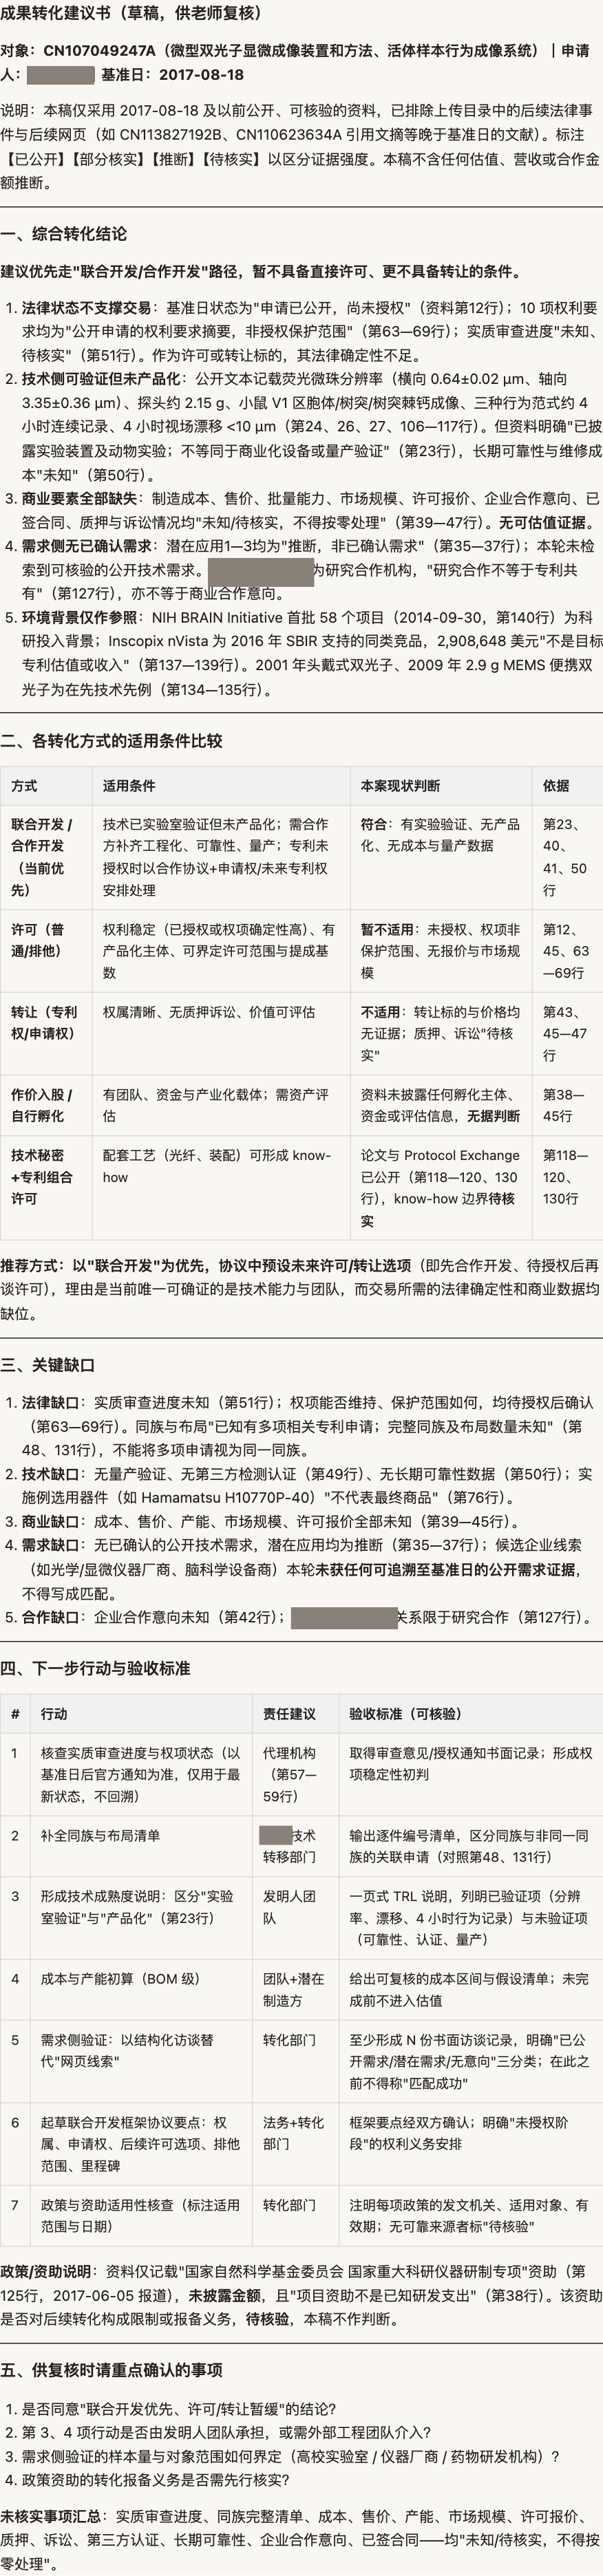 成果转化建议书（草稿，供老师复核）
对象：CN107049247A（微型双光子显微成像装置和方法、活体样本行为成像系统）｜申请
人： 基准日：2017-08-18
说明：本稿仅采用 2017-08-18 及以前公开、可核验的资料，已排除上传目录中的后续法律事
件与后续网页（如 CN113827192B、CN110623634A 引用文摘等晚于基准日的文献）。标注
【已公开】【部分核实】【推断】【待核实】以区分证据强度。本稿不含任何估值、营收或合作金
额推断。
一、综合转化结论
建议优先走"联合开发/合作开发"路径，暂不具备直接许可、更不具备转让的条件。
1. 法律状态不支撑交易：基准日状态为"申请已公开，尚未授权"（资料第12行）；10 项权利要
求均为"公开申请的权利要求摘要，非授权保护范围"（第63—69行）；实质审查进度"未知、
待核实"（第51行）。作为许可或转让标的，其法律确定性不足。
2. 技术侧可验证但未产品化：公开文本记载荧光微珠分辨率（横向 0.64±0.02 μm、轴向
3.35±0.36 μm）、探头约 2.15 g、小鼠 V1 区胞体/树突/树突棘钙成像、三种行为范式约 4
小时连续记录、4 小时视场漂移 <10 μm（第24、26、27、106—117行）。但资料明确"已披
露实验装置及动物实验；不等同于商业化设备或量产验证"（第23行），长期可靠性与维修成
本"未知"（第50行）。
3. 商业要素全部缺失：制造成本、售价、批量能力、市场规模、许可报价、企业合作意向、已
签合同、质押与诉讼情况均"未知/待核实，不得按零处理"（第39—47行）。无可估值证据。
4. 需求侧无已确认需求：潜在应用1—3均为"推断，非已确认需求"（第35—37行）；本轮未检
索到可核验的公开技术需求。 为研究合作机构，"研究合作不等于专利共
有"（第127行），亦不等于商业合作意向。
5. 环境背景仅作参照：NIH BRAIN Initiative 首批 58 个项目（2014-09-30，第140行）为科
研投入背景；Inscopix nVista 为 2016 年 SBIR 支持的同类竞品，2,908,648 美元"不是目标
专利估值或收入"（第137—139行）。2001 年头戴式双光子、2009 年 2.9 g MEMS 便携双
光子为在先技术先例（第134—135行）。
二、各转化方式的适用条件比较
方式 适用条件 本案现状判断 依据
联合开发 /
合作开发
（当前优
先）
技术已实验室验证但未产品化；需合作
方补齐工程化、可靠性、量产；专利未
授权时以合作协议+申请权/未来专利权
安排处理
符合：有实验验证、无产品
化、无成本与量产数据
第23、
40、
41、50
行
许可（普
通/排他）
权利稳定（已授权或权项确定性高）、有
产品化主体、可界定许可范围与提成基
数
暂不适用：未授权、权项非
保护范围、无报价与市场规
模
第12、
45、63
—69行
转让（专利
权/申请权）
权属清晰、无质押诉讼、价值可评估
不适用：转让标的与价格均
无证据；质押、诉讼"待核
实"
第43、
45—47
行
作价入股 /
自行孵化
有团队、资金与产业化载体；需资产评
估
资料未披露任何孵化主体、
资金或评估信息，无据判断
第38—
45行
技术秘密
+专利组合
许可
配套工艺（光纤、装配）可形成 know-
how
论文与 Protocol Exchange
已公开（第118—120、130
行），know-how 边界待核
实
第118—
120、
130行
推荐方式：以"联合开发"为优先，协议中预设未来许可/转让选项（即先合作开发、待授权后再
谈许可），理由是当前唯一可确证的是技术能力与团队，而交易所需的法律确定性和商业数据均
缺位。
三、关键缺口
1. 法律缺口：实质审查进度未知（第51行）；权项能否维持、保护范围如何，均待授权后确认
（第63—69行）。同族与布局"已知有多项相关专利申请；完整同族及布局数量未知"（第
48、131行），不能将多项申请视为同一同族。
2. 技术缺口：无量产验证、无第三方检测认证（第49行）、无长期可靠性数据（第50行）；实
施例选用器件（如 Hamamatsu H10770P-40）"不代表最终商品"（第76行）。
3. 商业缺口：成本、售价、产能、市场规模、许可报价全部未知（第39—45行）。
4. 需求缺口：无已确认的公开技术需求，潜在应用均为推断（第35—37行）；候选企业线索
（如光学/显微仪器厂商、脑科学设备商）本轮未获任何可追溯至基准日的公开需求证据，
不得写成匹配。
5. 合作缺口：企业合作意向未知（第42行）； 关系限于研究合作（第127行）。
四、下一步行动与验收标准
# 行动 责任建议 验收标准（可核验）
1
核查实质审查进度与权项状态（以
基准日后官方通知为准，仅用于最
新状态，不回溯）
代理机构
（第57—
59行）
取得审查意见/授权通知书面记录；形成权
项稳定性初判
2
补全同族与布局清单
技术
转移部门
输出逐件编号清单，区分同族与非同一同
族的关联申请（对照第48、131行）
3
形成技术成熟度说明：区分"实验
室验证"与"产品化"（第23行）
发明人团
队
一页式 TRL 说明，列明已验证项（分辨
率、漂移、4 小时行为记录）与未验证项
（可靠性、认证、量产）
4
成本与产能初算（BOM 级）
团队+潜在
制造方
给出可复核的成本区间与假设清单；未完
成前不进入估值
5
需求侧验证：以结构化访谈替
代"网页线索"
转化部门
至少形成 N 份书面访谈记录，明确"已公
开需求/潜在需求/无意向"三分类；在此之
前不得称"匹配成功"
6
起草联合开发框架协议要点：权
属、申请权、后续许可选项、排他
范围、里程碑
法务+转化
部门
框架要点经双方确认；明确"未授权阶
段"的权利义务安排
7
政策与资助适用性核查（标注适用
范围与日期）
转化部门
注明每项政策的发文机关、适用对象、有
效期；无可靠来源者标"待核验"
政策/资助说明：资料仅记载"国家自然科学基金委员会 国家重大科研仪器研制专项"资助（第
125行，2017-06-05 报道），未披露金额，且"项目资助不是已知研发支出"（第38行）。该资助
是否对后续转化构成限制或报备义务，待核验，本稿不作判断。
五、供复核时请重点确认的事项
1. 是否同意"联合开发优先、许可/转让暂缓"的结论?
2. 第 3、4 项行动是否由发明人团队承担，或需外部工程团队介入?
3. 需求侧验证的样本量与对象范围如何界定（高校实验室 / 仪器厂商 / 药物研发机构）?
4. 政策资助的转化报备义务是否需先行核实?
未核实事项汇总：实质审查进度、同族完整清单、成本、售价、产能、市场规模、许可报价、
质押、诉讼、第三方认证、长期可靠性、企业合作意向、已签合同——均"未知/待核实，不得按
零处理"。